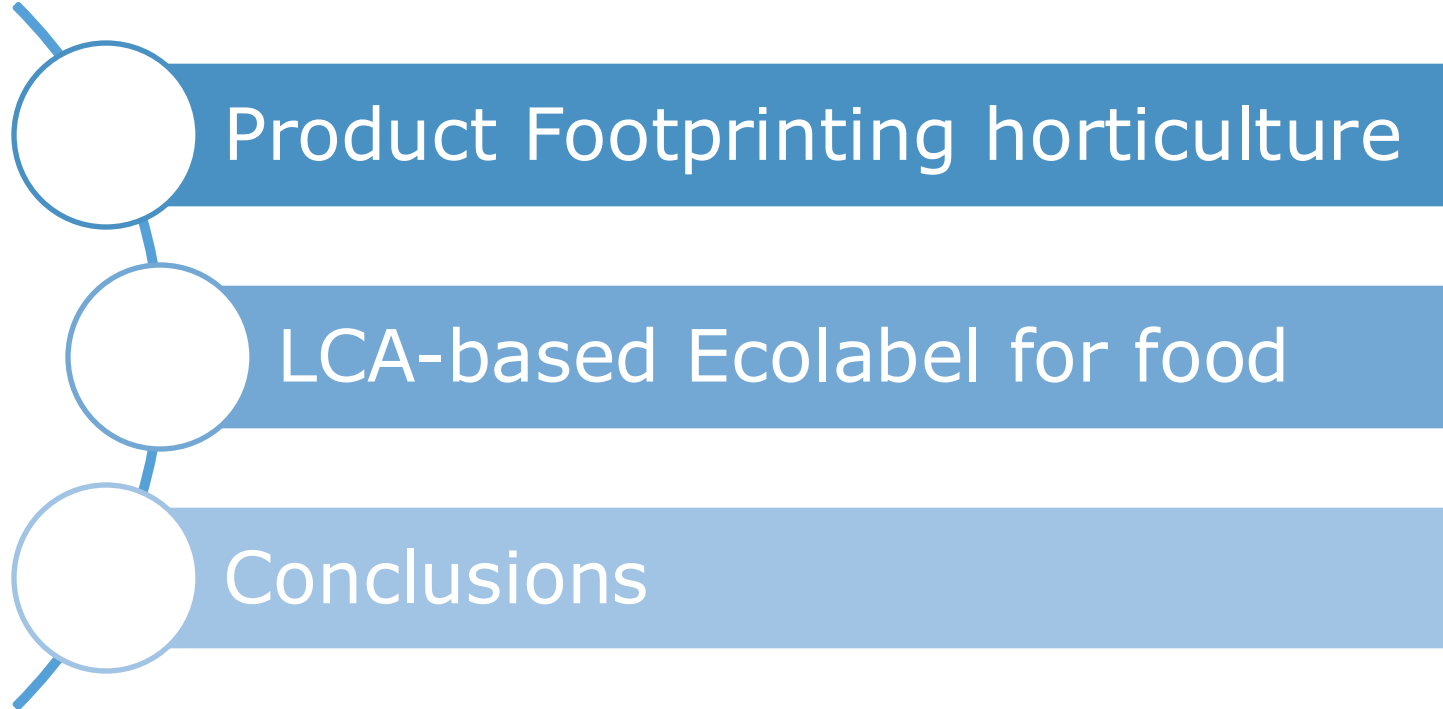 Product Footprinting horticulture
LCA-based Ecolabel for food
Conclusions